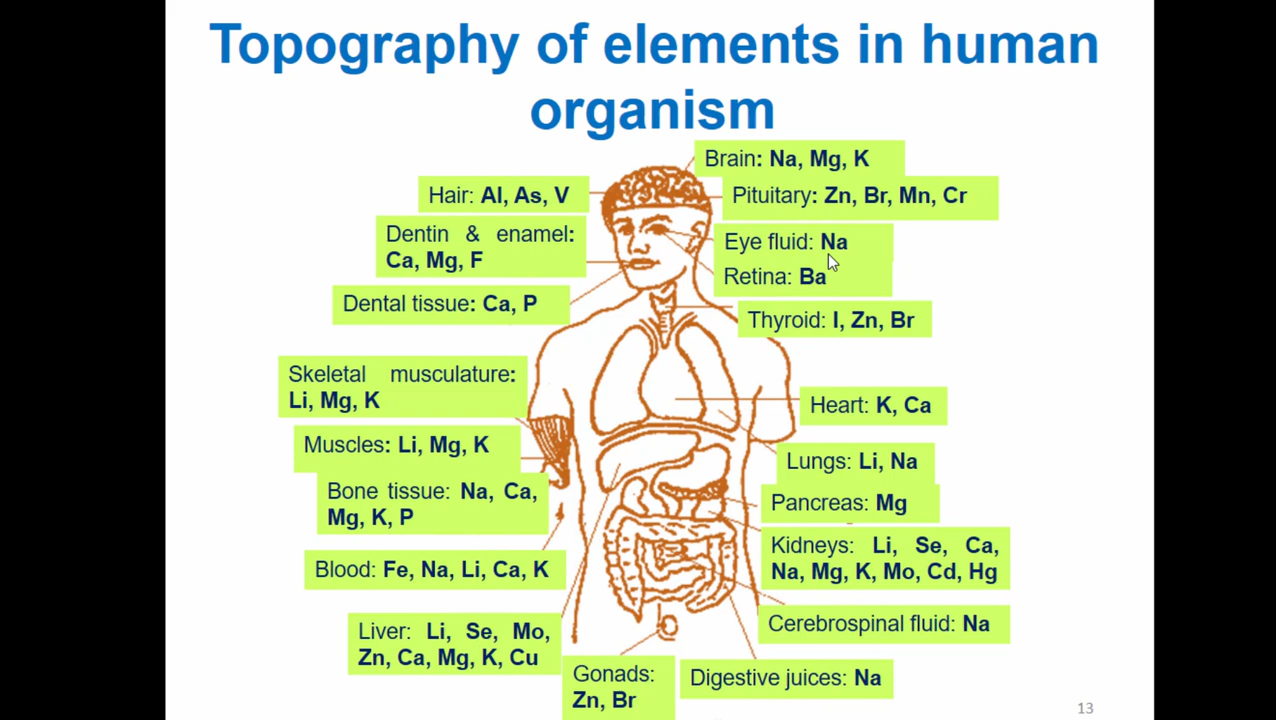 Topography of elements in human
organism
Brain: Na, Mg, K
Hair: Al, As, V
Pituitary: Zn, Br, Mn, Cr
Dentin & enamel:
Ca, Mg, F
Eye fluid: Na
Retina: Ba
Dental tissue: Ca, P
Thyroid: I, Zn, Br
Skeletal musculature:
Li, Mg, K
Heart: K, Ca
Muscles: Li, Mg, K
Lungs: Li, Na
Bone tissue: Na, Ca,
Mg, K, P
Pancreas: Mg
Kidneys: Li, Se, Ca,
Na, Mg, K, Mo, Cd, Hg
Blood: Fe, Na, Li, Ca, K
Cerebrospinal fluid: Na
Liver: Li, Se, Mo,
Zn, Ca, Mg, K, Cu
Gonads:
Zn, Br
Digestive juices: Na
13